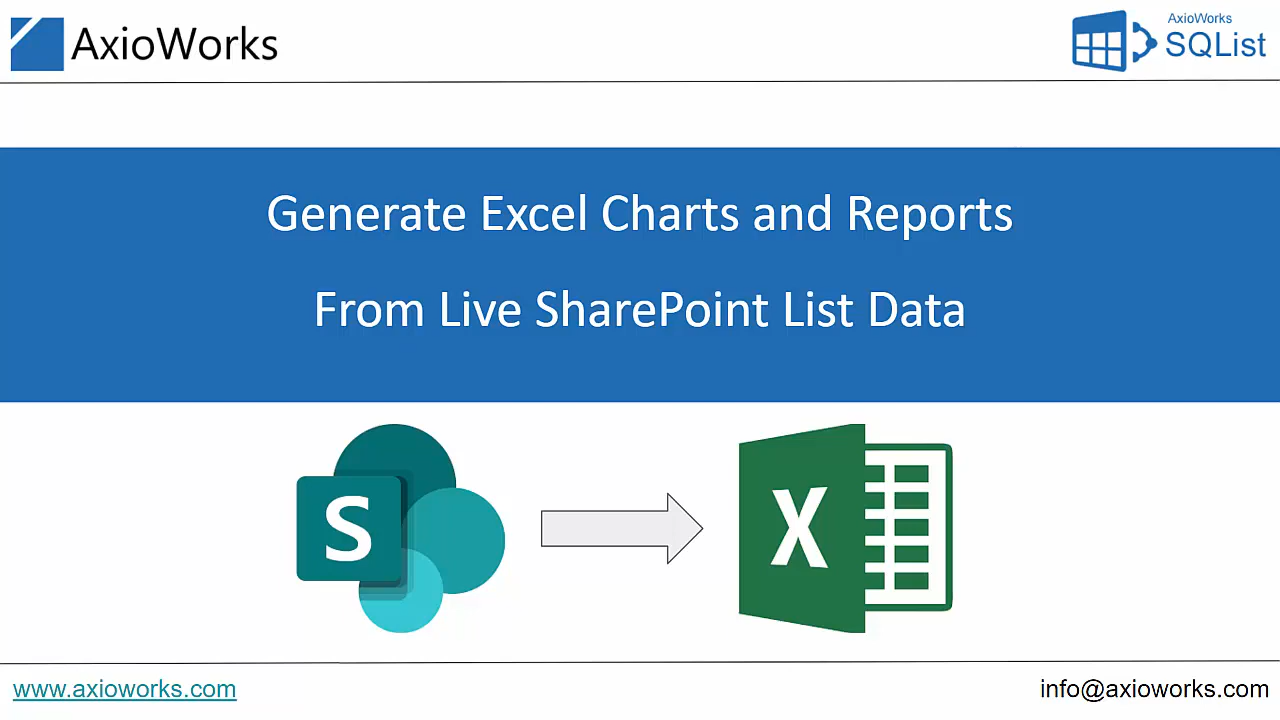 AxioWorks
AxioWorks
SQList
Generate Excel Charts and Reports
From Live SharePoint List Data
S
X
www.axioworks.com
info@axioworks.com